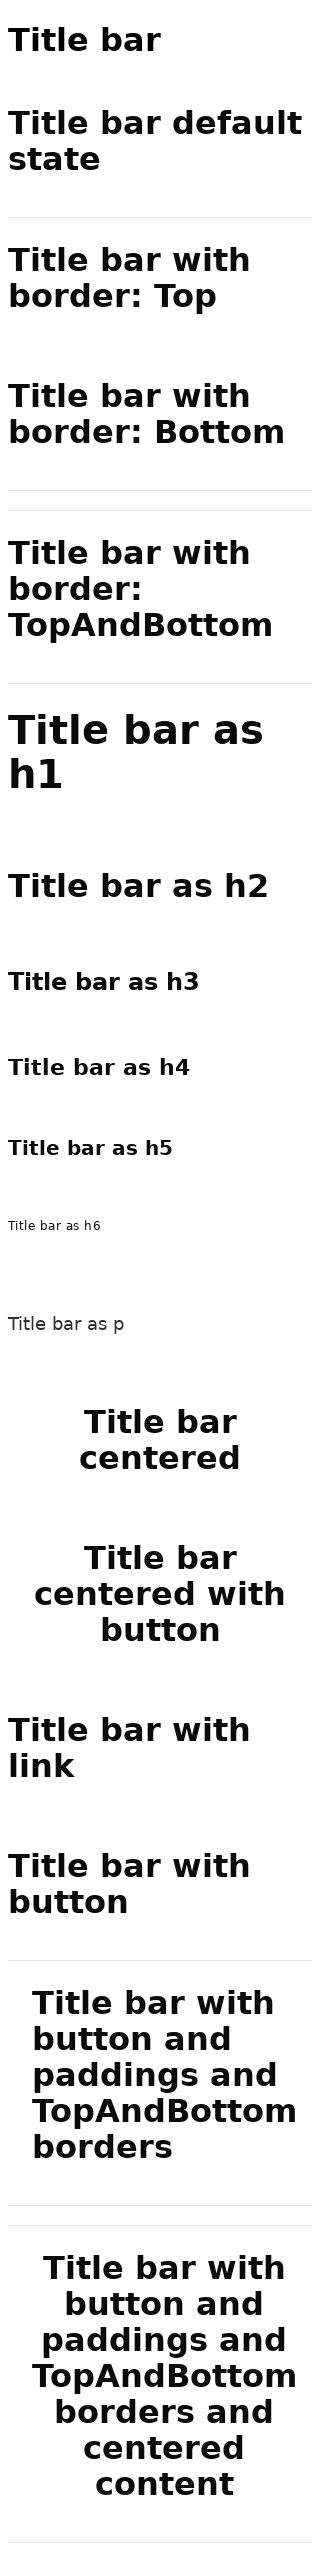 Title bar
Title bar default
state
Title bar with
border: Top
Title bar with
border: Bottom
Title bar with
border:
TopAndBottom
Title bar as
h1
Title bar as h2
Title bar as h3
Title bar as h4
Title bar as h5
Title bar as h6
Title bar as p
Title bar
centered
Title bar
centered with
button
Title bar with
link
Title bar with
button
Title bar with
button and
paddings and
TopAndBottom
borders
Title bar with
button and
paddings and
TopAndBottom
borders and
centered
content